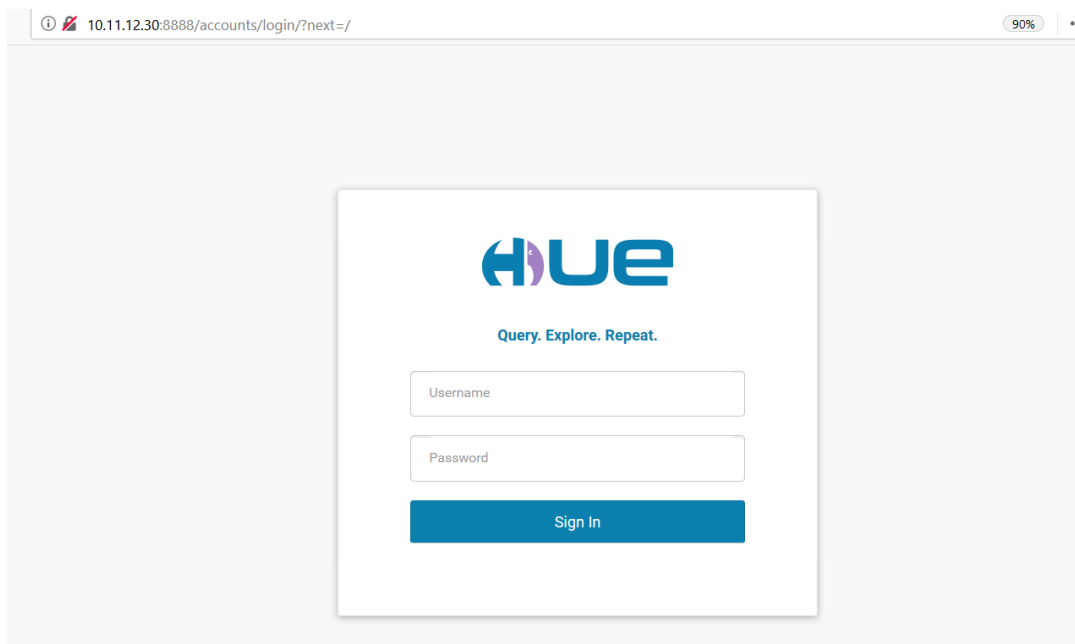 10.11.12.30:8888/accounts/login/?next=/
90%
HUE
Query. Explore. Repeat.
Username
Password
Sign In